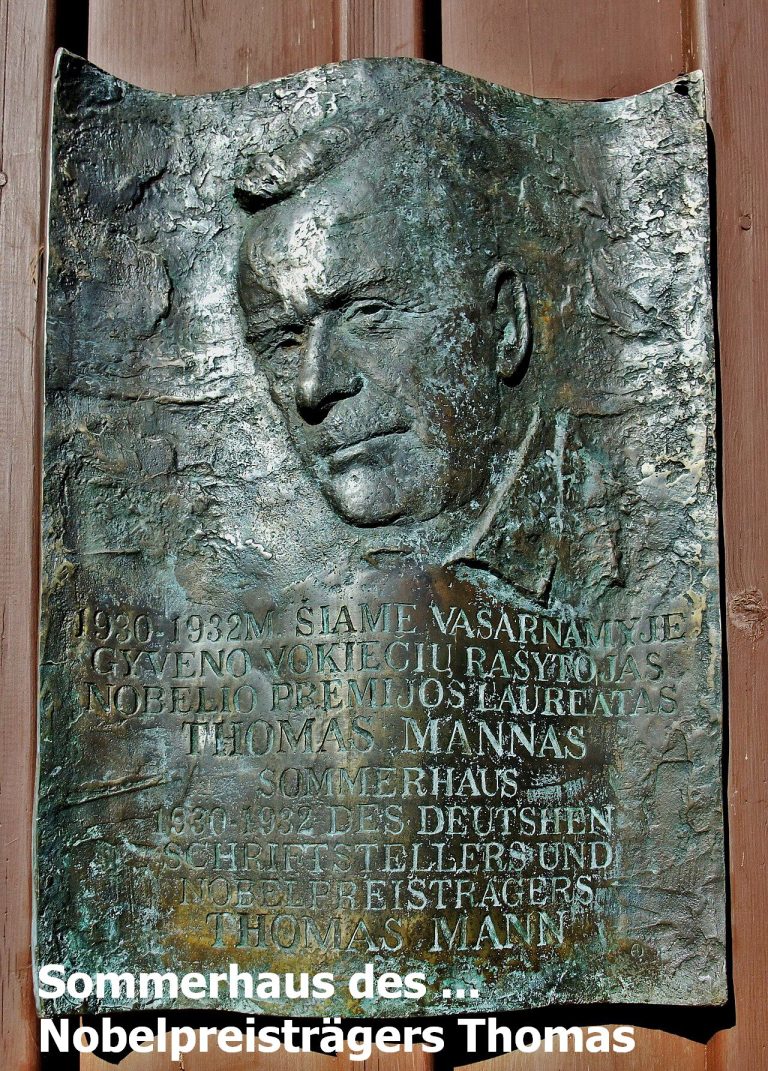 1930-1932 M. ŠIAME VASARNAMYJE
GYVENO VOKIEČIŲ RAŠYTOJAS
NOBELIO PREMIJOS LAUREATAS
THOMAS MANNAS
SOMMERHAUS
1930-1932 DES DEUTSHEN
SCHRIFTSTELLERS UND
NOBELPREISTRÄGERS
THOMAS MANN
Sommerhaus des ...
Nobelpreisträgers Thomas